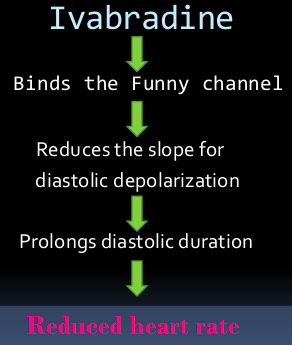 Ivabradine
Binds the Funny channel
Reduces the slope for
diastolic depolarization
Prolongs diastolic duration
Reduced heart rate